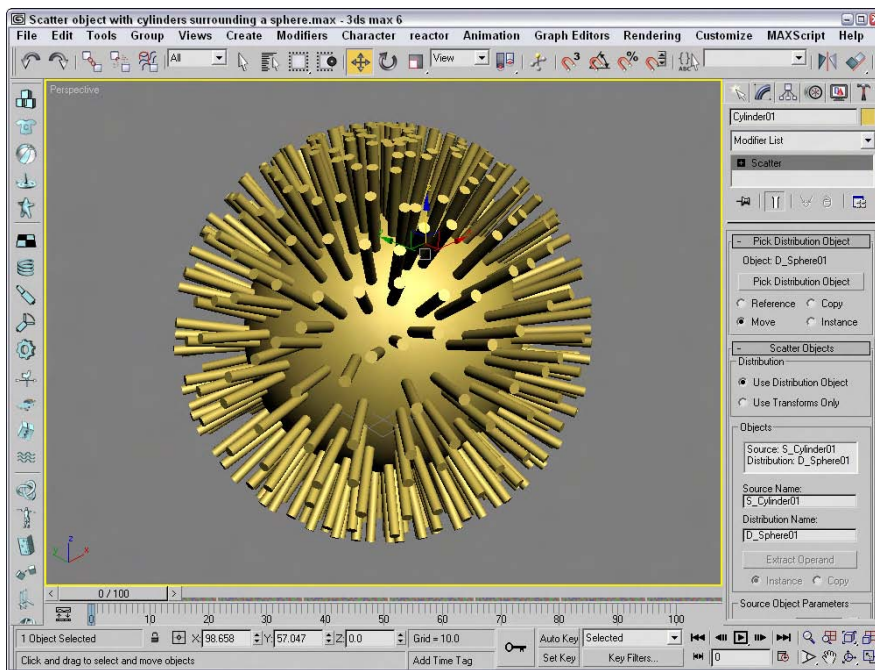 Scatter object with cylinders surrounding a sphere.max - 3ds max 6
File Edit Tools Group Views Create Modifiers Character reactor Animation Graph Editors Rendering Customize MAXScript Help
All
View
ABC
Perspective
Cylinder01
Modifier List
Scatter
Pick Distribution Object
Object: D_Sphere01
Pick Distribution Object
Reference Copy
Move Instance
Scatter Objects
Distribution
Use Distribution Object
Use Transforms Only
Objects
Source: S_Cylinder01
Distribution: D_Sphere01
Source Name:
S_Cylinder01
Distribution Name:
D_Sphere01
Extract Operand
Instance Copy
Source Object Parameters
z
y x
< 0 / 100 >
0 10 20 30 40 50 60 70 80 90 100
1 Object Selected X: 98.658 Y: 57.047 Z: 0.0 Grid = 10.0 Auto Key Selected
Click and drag to select and move objects Add Time Tag Set Key Key Filters... 0